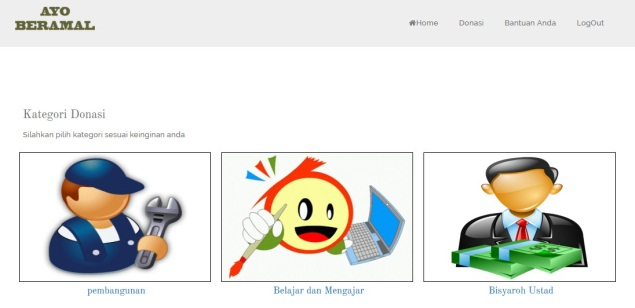 AYO
BERAMAL
Home Donasi Bantuan Anda LogOut
Kategori Donasi
Silahkan pilih kategori sesuai keinginan anda
pembangunan Belajar dan Mengajar Bisyaroh Ustad